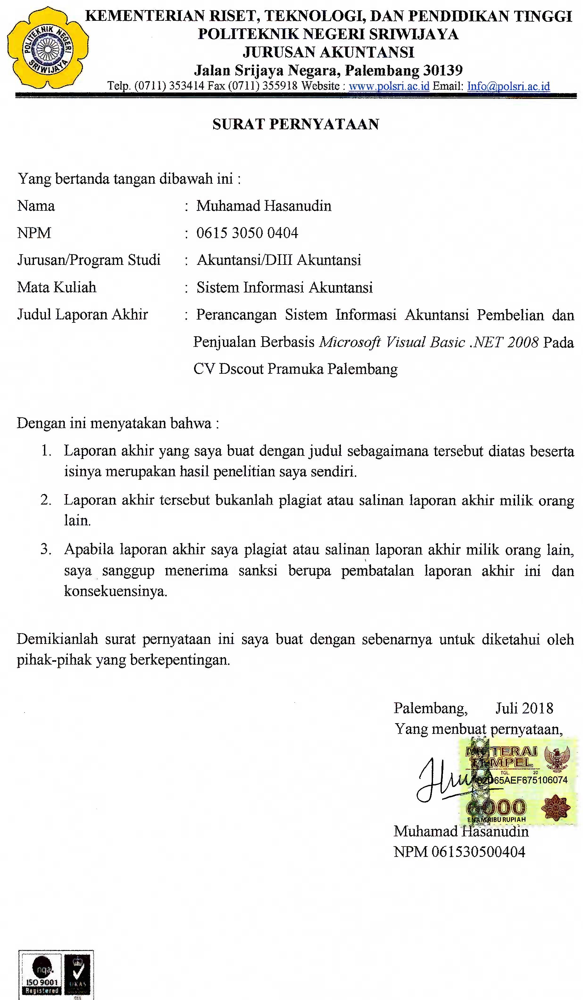 KEMENTERIAN RISET, TEKNOLOGI, DAN PENDIDIKAN TINGGI
POLITEKNIK NEGERI SRIWIJAYA
JURUSAN AKUNTANSI
Jalan Srijaya Negara, Palembang 30139
Telp. (0711) 353414 Fax (0711) 355918 Website : www.polsri.ac.id Email: Info@polsri.ac.id
POLITEKNIK NEGERI
SRIWIJAYA
SURAT PERNYATAAN
Yang bertanda tangan dibawah ini :
Nama : Muhamad Hasanudin
NPM : 0615 3050 0404
Jurusan/Program Studi : Akuntansi/DIII Akuntansi
Mata Kuliah : Sistem Informasi Akuntansi
Judul Laporan Akhir : Perancangan Sistem Informasi Akuntansi Pembelian dan
Penjualan Berbasis Microsoft Visual Basic .NET 2008 Pada
CV Dscout Pramuka Palembang
Dengan ini menyatakan bahwa :
1. Laporan akhir yang saya buat dengan judul sebagaimana tersebut diatas beserta
isinya merupakan hasil penelitian saya sendiri.
2. Laporan akhir tersebut bukanlah plagiat atau salinan laporan akhir milik orang
lain.
3. Apabila laporan akhir saya plagiat atau salinan laporan akhir milik orang lain,
saya sanggup menerima sanksi berupa pembatalan laporan akhir ini dan
konsekuensinya.
Demikianlah surat pernyataan ini saya buat dengan sebenarnya untuk diketahui oleh
pihak-pihak yang berkepentingan.
Palembang, Juli 2018
Yang menbuat pernyataan,
METERAI
TEMPEL
TGL. 20
D65AEF675106074
6000
ENAM RIBU RUPIAH
Muhamad Hasanudin
NPM 061530500404
nqa.
ISO 9001
Registered
UKAS